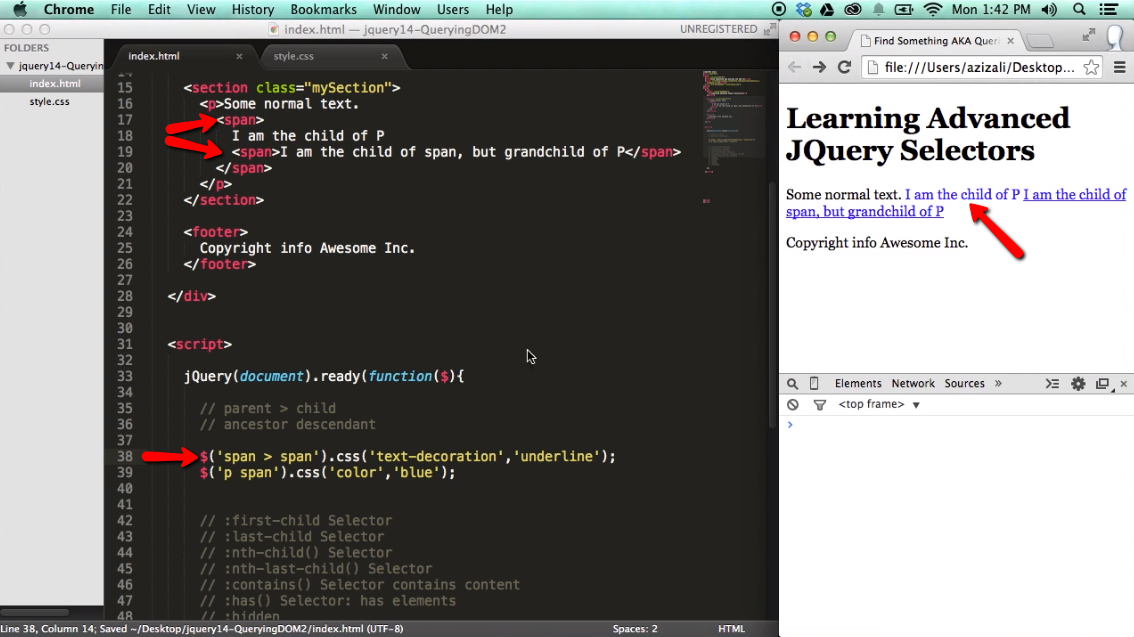 Chrome File Edit View History Bookmarks Window Users Help Mon 1:42 PM
index.html — jquery14-QueryingDOM2 UNREGISTERED
FOLDERS
jquery14-QueryingDOM
index.html
style.css
index.html × style.css ×
14
15 <section class="mySection">
16 <p>Some normal text.
17 <span>
18 I am the child of P
19 <span>I am the child of span, but grandchild of P</span>
20 </span>
21 </p>
22 </section>
23
24 <footer>
25 Copyright info Awesome Inc.
26 </footer>
27
28 </div>
29
30
31 <script>
32
33 jQuery(document).ready(function($){
34
35 // parent > child
36 // ancestor descendant
37
38 $('span > span').css('text-decoration','underline');
39 $('p span').css('color','blue');
40
41
42 // :first-child Selector
43 // :last-child Selector
44 // :nth-child() Selector
45 // :nth-last-child() Selector
46 // :contains() Selector contains content
47 // :has() Selector: has elements
48 // :hidden
Line 38, Column 14; Saved ~/Desktop/jquery14-QueryingDOM2/index.html (UTF-8) Spaces: 2 HTML
Find Something AKA Queri ×
file:///Users/azizali/Desktop...
Learning Advanced
JQuery Selectors
Some normal text. I am the child of P I am the child of
span, but grandchild of P
Copyright info Awesome Inc.
Elements Network Sources »
<top frame> ▼
>